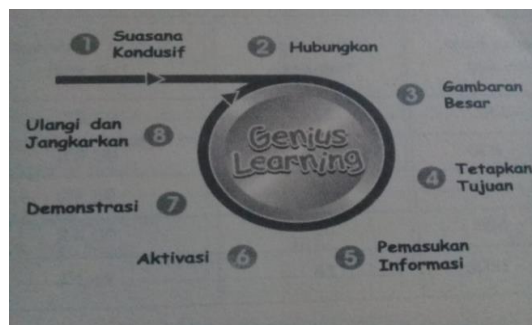 1 Suasana
Kondusif
2 Hubungkan
3 Gambaran
Besar
4 Tetapkan
Tujuan
5 Pemasukan
Informasi
6 Aktivasi
7 Demonstrasi
8 Ulangi dan
Jangkarkan
Genius
Learning